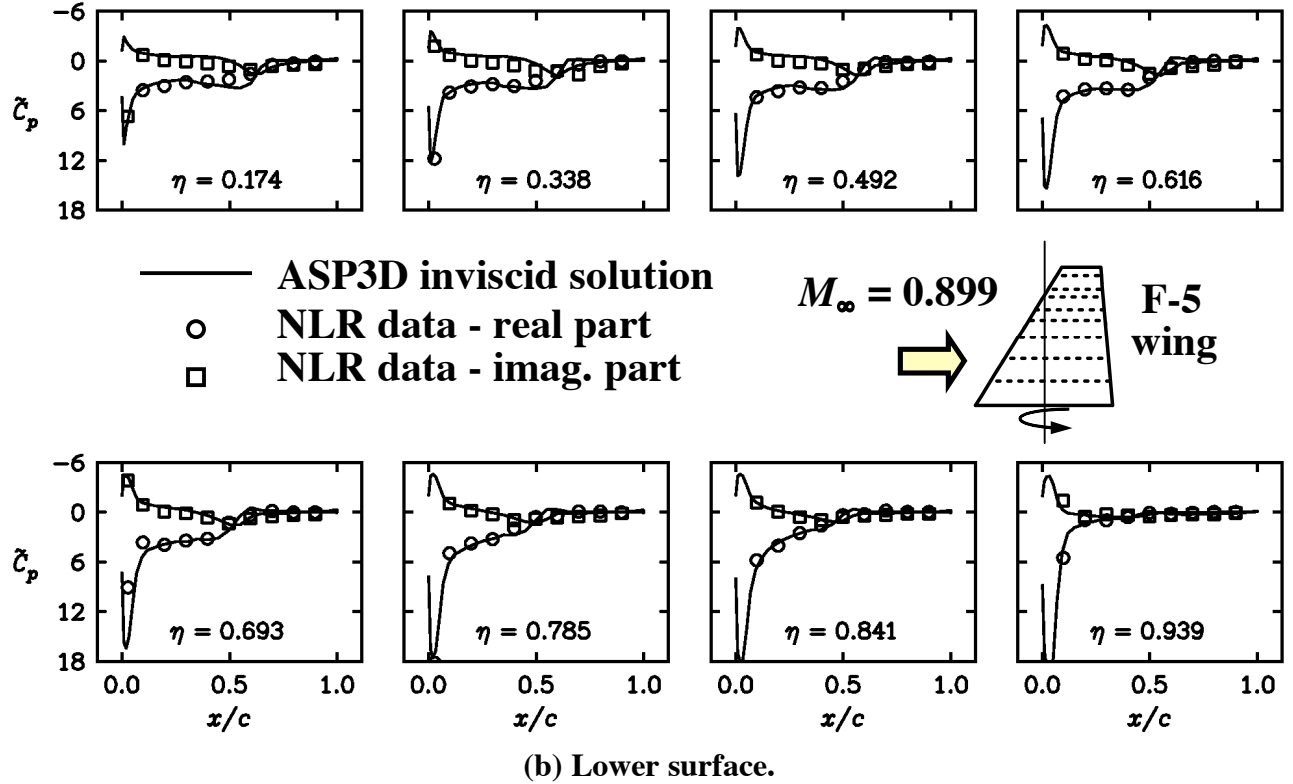 −6
0
6
12
18
C̃p
η = 0.174
η = 0.338
η = 0.492
η = 0.616
ASP3D inviscid solution
NLR data - real part
NLR data - imag. part
M∞ = 0.899
F-5
wing
−6
0
6
12
18
C̃p
η = 0.693
η = 0.785
η = 0.841
η = 0.939
0.0 0.5 1.0 0.0 0.5 1.0 0.0 0.5 1.0 0.0 0.5 1.0
x/c x/c x/c x/c
(b) Lower surface.